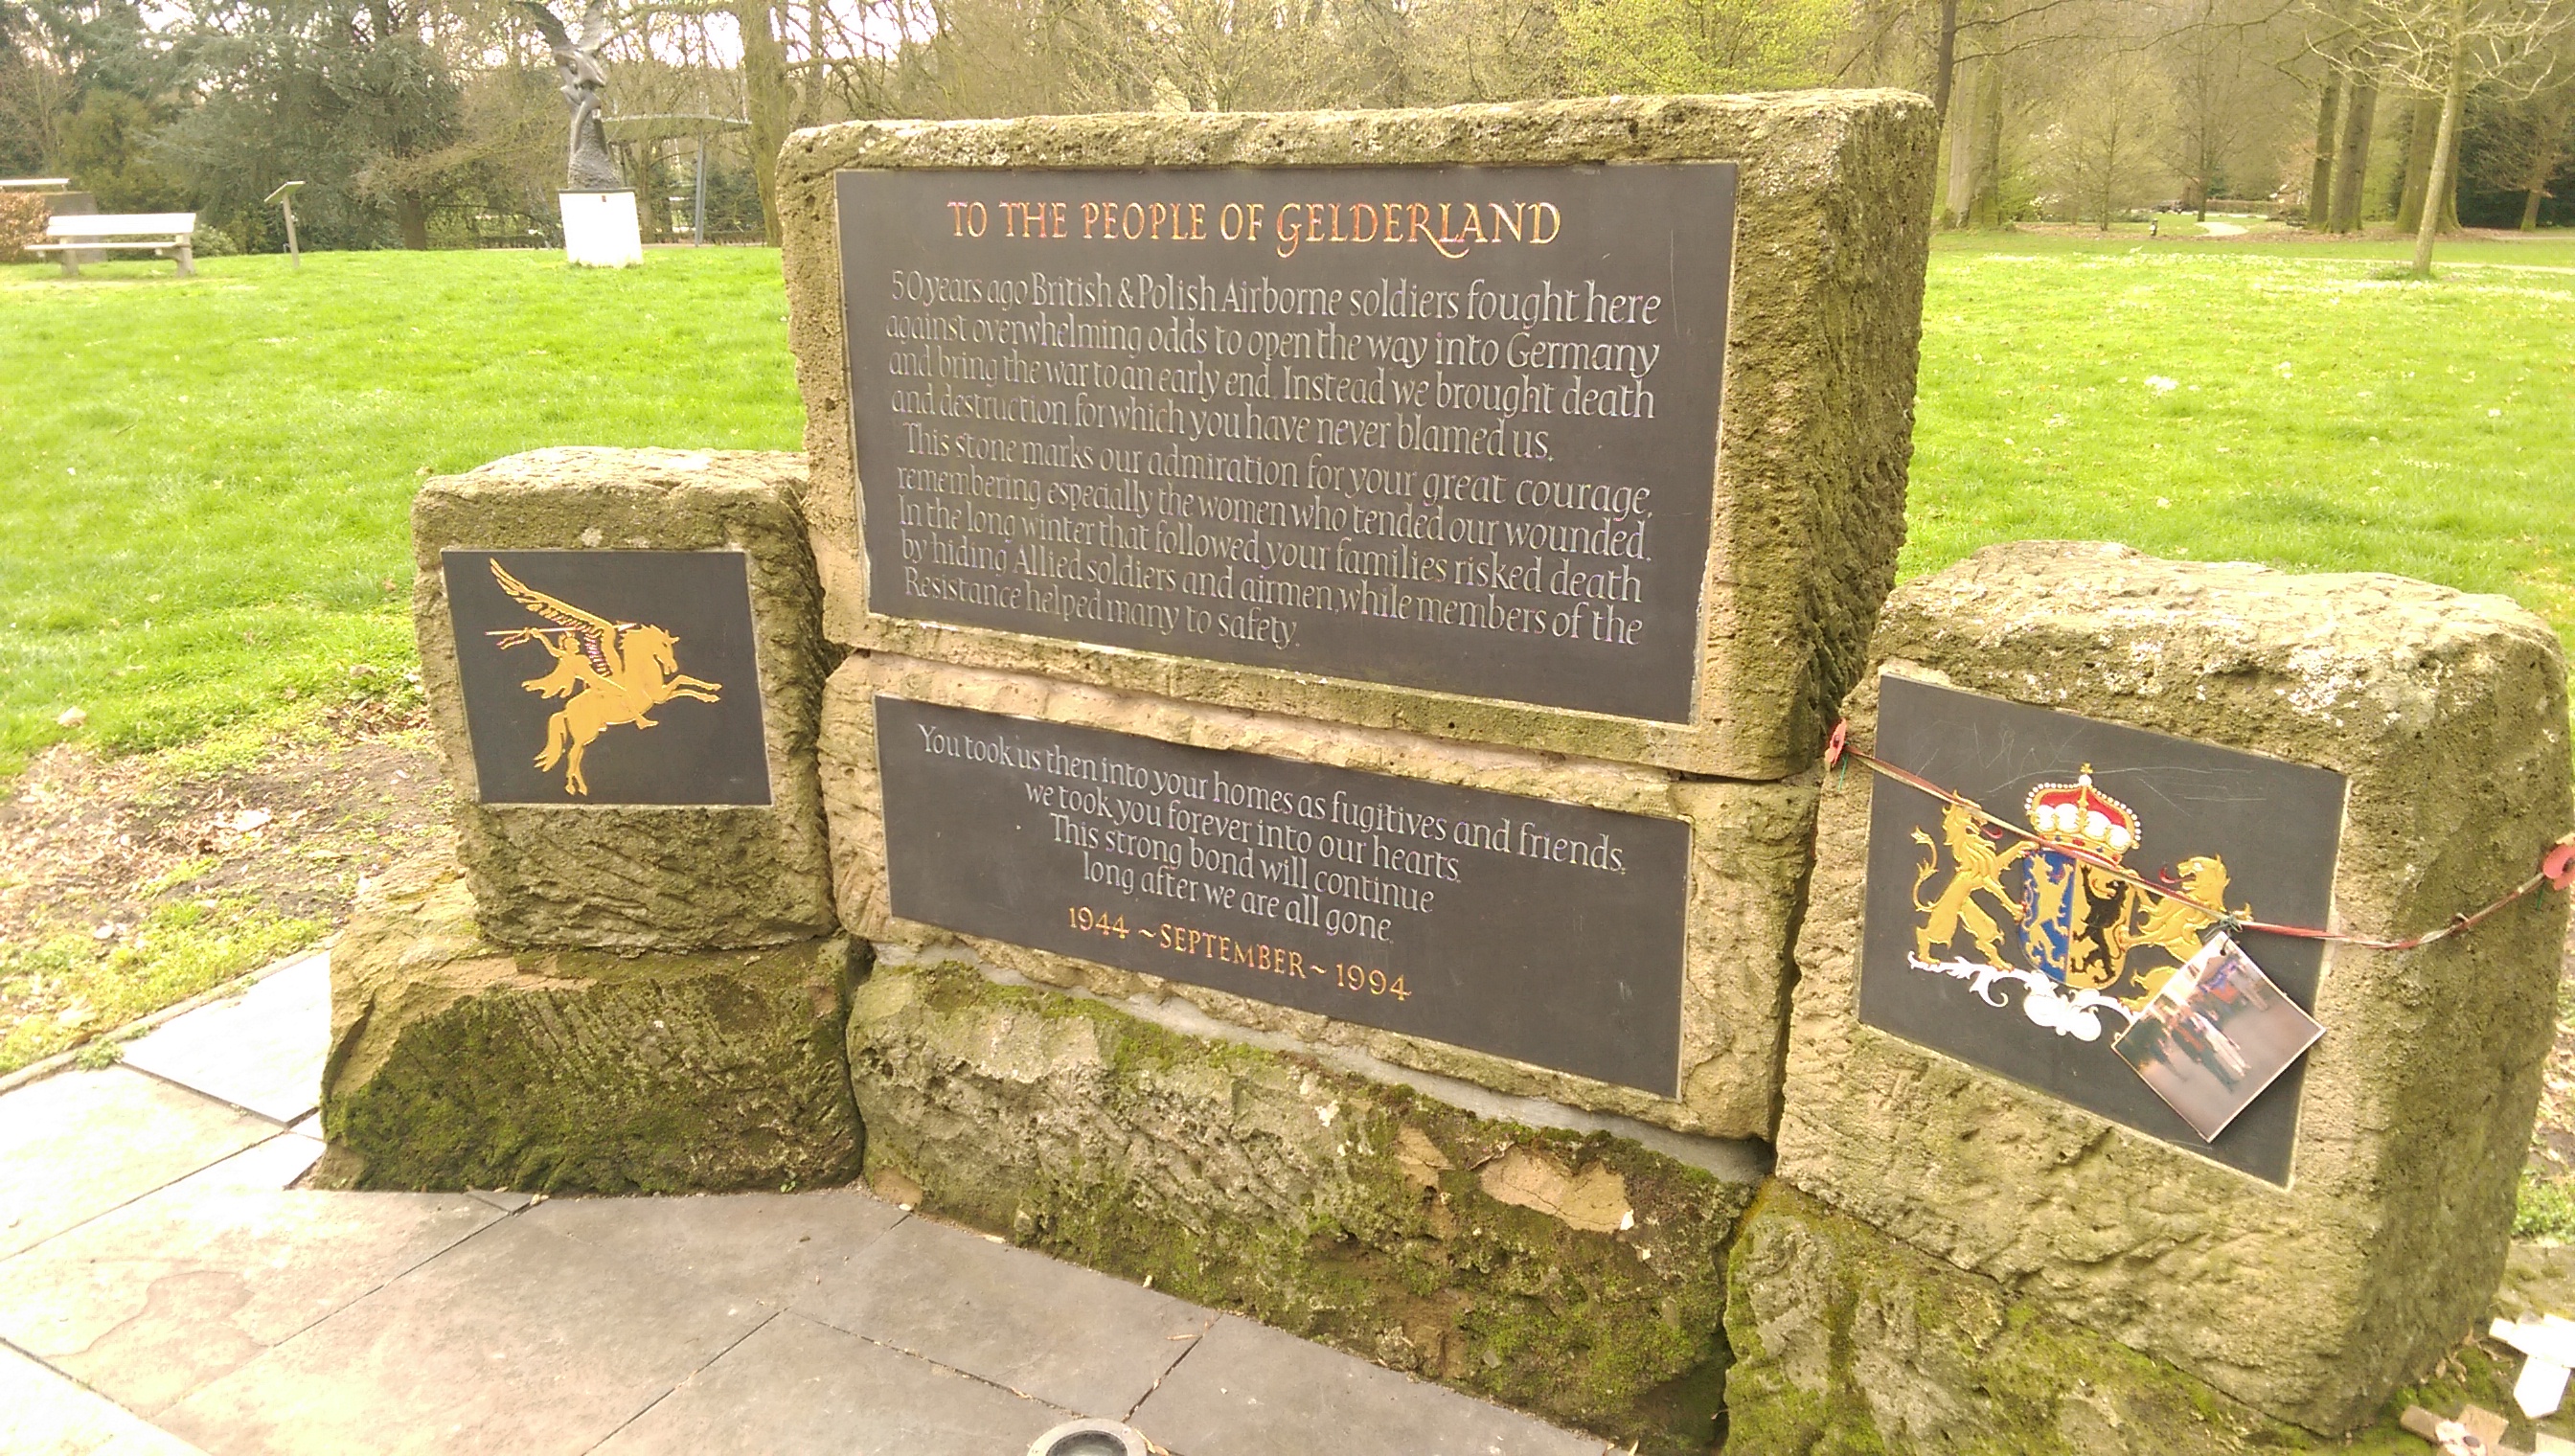 TO THE PEOPLE OF GELDERLAND
50 years ago British & Polish Airborne soldiers fought here
against overwhelming odds to open the way into Germany
and bring the war to an early end. Instead we brought death
and destruction for which you have never blamed us.
This stone marks our admiration for your great courage,
remembering especially the women who tended our wounded.
In the long winter that followed your families risked death
by hiding Allied soldiers and airmen, while members of the
Resistance helped many to safety.
You took us then into your homes as fugitives and friends,
we took you forever into our hearts.
This strong bond will continue
long after we are all gone.
1944 ~ SEPTEMBER ~ 1994